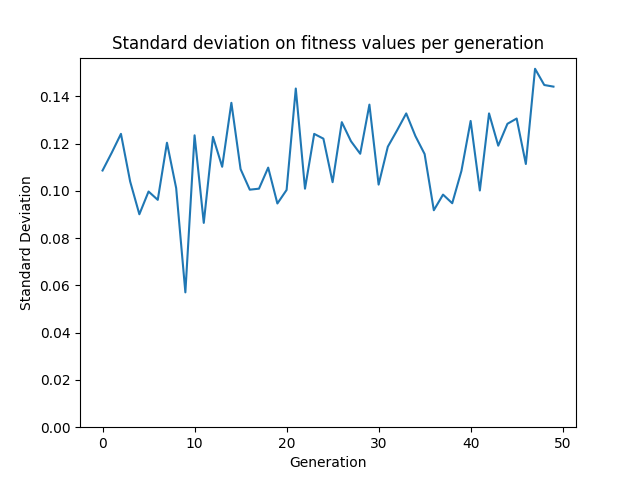 Standard deviation on fitness values per generation
0.14
0.12
0.10
0.08
0.06
0.04
0.02
0.00
Standard Deviation
0 10 20 30 40 50
Generation